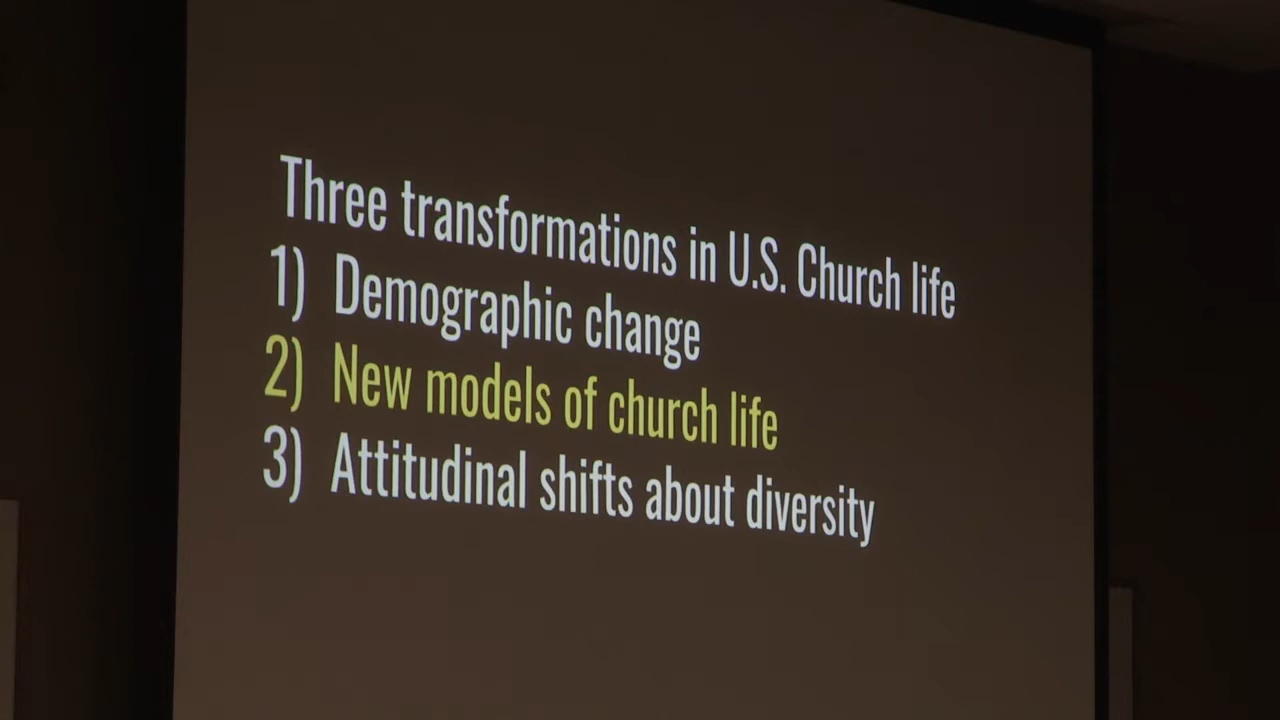 Three transformations in U.S. Church life
1) Demographic change
2) New models of church life
3) Attitudinal shifts about diversity